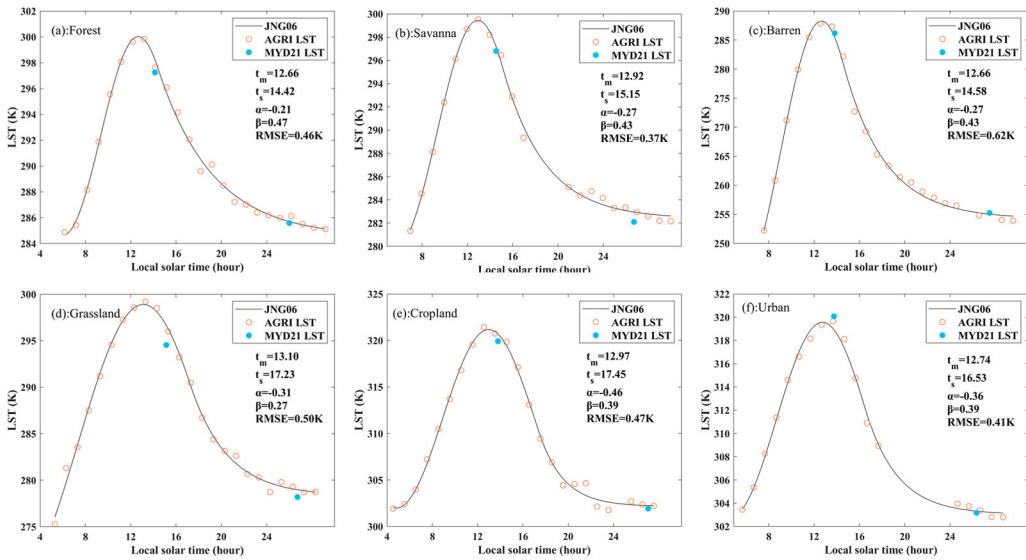 (a):Forest
JNG06
AGRI LST
MYD21 LST
t_m=12.66
t_s=14.42
α=-0.21
β=0.47
RMSE=0.46K
LST (K)
300
298
296
294
292
290
288
286
284
4 8 12 16 20 24
Local solar time (hour)
(b):Savanna
JNG06
AGRI LST
MYD21 LST
t_m=12.92
t_s=15.15
α=-0.27
β=0.43
RMSE=0.37K
LST (K)
300
298
296
294
292
290
288
286
284
282
280
4 8 12 16 20 24
Local solar time (hour)
(c):Barren
JNG06
AGRI LST
MYD21 LST
t_m=12.66
t_s=14.58
α=-0.27
β=0.43
RMSE=0.62K
LST (K)
290
285
280
275
270
265
260
255
250
4 8 12 16 20 24
Local solar time (hour)
(d):Grassland
JNG06
AGRI LST
MYD21 LST
t_m=13.10
t_s=17.23
α=-0.31
β=0.27
RMSE=0.50K
LST (K)
300
295
290
285
280
275
4 8 12 16 20 24
Local solar time (hour)
(e):Cropland
JNG06
AGRI LST
MYD21 LST
t_m=12.97
t_s=17.45
α=-0.46
β=0.39
RMSE=0.47K
LST (K)
325
320
315
310
305
300
4 8 12 16 20 24
Local solar time (hour)
(f):Urban
JNG06
AGRI LST
MYD21 LST
t_m=12.74
t_s=16.53
α=-0.36
β=0.39
RMSE=0.41K
LST (K)
322
320
318
316
314
312
310
308
306
304
302
4 8 12 16 20 24
Local solar time (hour)